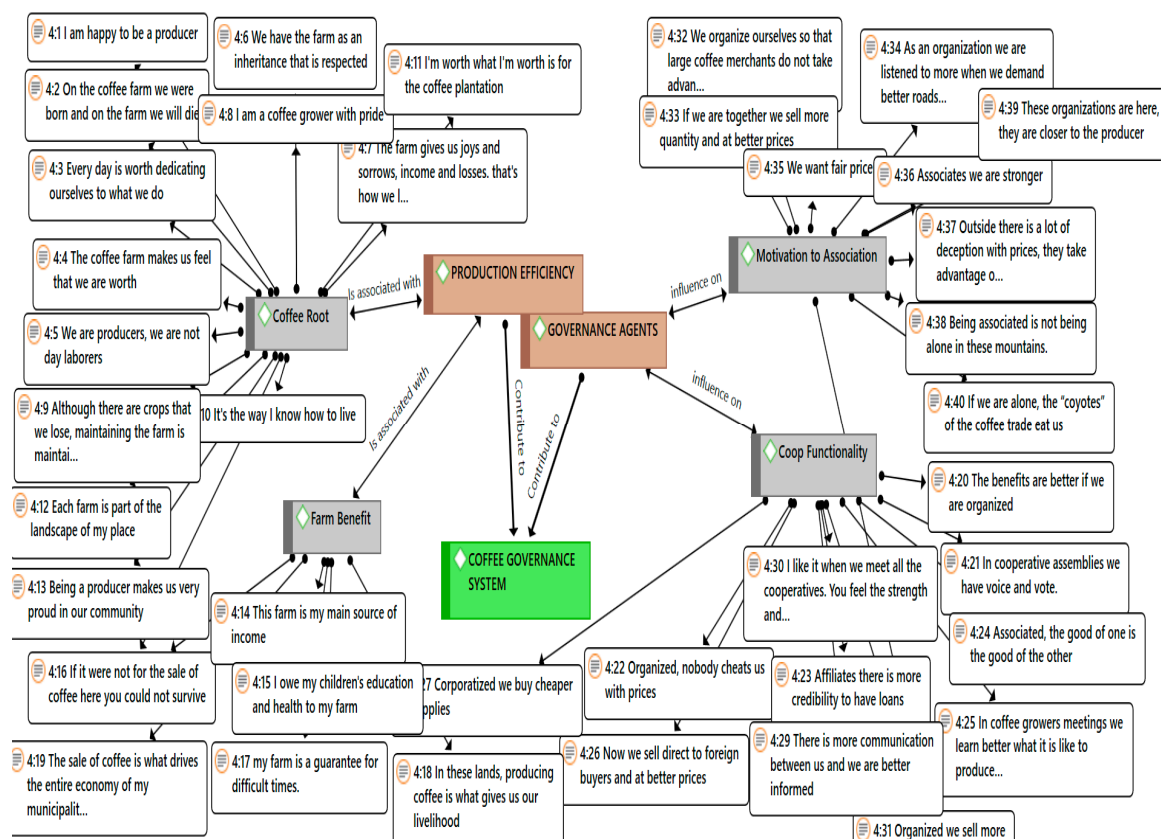 4:1 I am happy to be a producer
4:6 We have the farm as an
inheritance that is respected
4:11 I'm worth what I'm worth is for
the coffee plantation
4:2 On the coffee farm we were
born and on the farm we will die
4:8 I am a coffee grower with pride
4:7 The farm gives us joys and
sorrows, income and losses. that's
how we l...
4:3 Every day is worth dedicating
ourselves to what we do
4:4 The coffee farm makes us feel
that we are worth
4:5 We are producers, we are not
day laborers
4:9 Although there are crops that
we lose, maintaining the farm is
maintai...
10 It's the way I know how to live
4:12 Each farm is part of the
landscape of my place
4:13 Being a producer makes us very
proud in our community
Coffee Root
Is associated with
PRODUCTION EFFICIENCY
GOVERNANCE AGENTS
influence on
Motivation to Association
4:32 We organize ourselves so that
large coffee merchants do not take
advan...
4:33 If we are together we sell more
quantity and at better prices
4:34 As an organization we are
listened to more when we demand
better roads...
4:39 These organizations are here,
they are closer to the producer
4:35 We want fair price
4:36 Associates we are stronger
4:37 Outside there is a lot of
deception with prices, they take
advantage o...
4:38 Being associated is not being
alone in these mountains.
4:40 If we are alone, the "coyotes"
of the coffee trade eat us
Is associated with
Contribute to
Contribute to
influence on
Coop Functionality
Farm Benefit
COFFEE GOVERNANCE
SYSTEM
4:14 This farm is my main source of
income
4:16 If it were not for the sale of
coffee here you could not survive
4:15 I owe my children's education
and health to my farm
4:19 The sale of coffee is what drives
the entire economy of my
municipalit...
4:17 my farm is a guarantee for
difficult times.
4:18 In these lands, producing
coffee is what gives us our
livelihood
27 Corporatized we buy cheaper
pplies
4:20 The benefits are better if we
are organized
4:30 I like it when we meet all the
cooperatives. You feel the strength
and...
4:21 In cooperative assemblies we
have voice and vote.
4:24 Associated, the good of one is
the good of the other
4:22 Organized, nobody cheats us
with prices
4:23 Affiliates there is more
credibility to have loans
4:25 In coffee growers meetings we
learn better what it is like to
produce...
4:26 Now we sell direct to foreign
buyers and at better prices
4:29 There is more communication
between us and we are better
informed
4:31 Organized we sell more